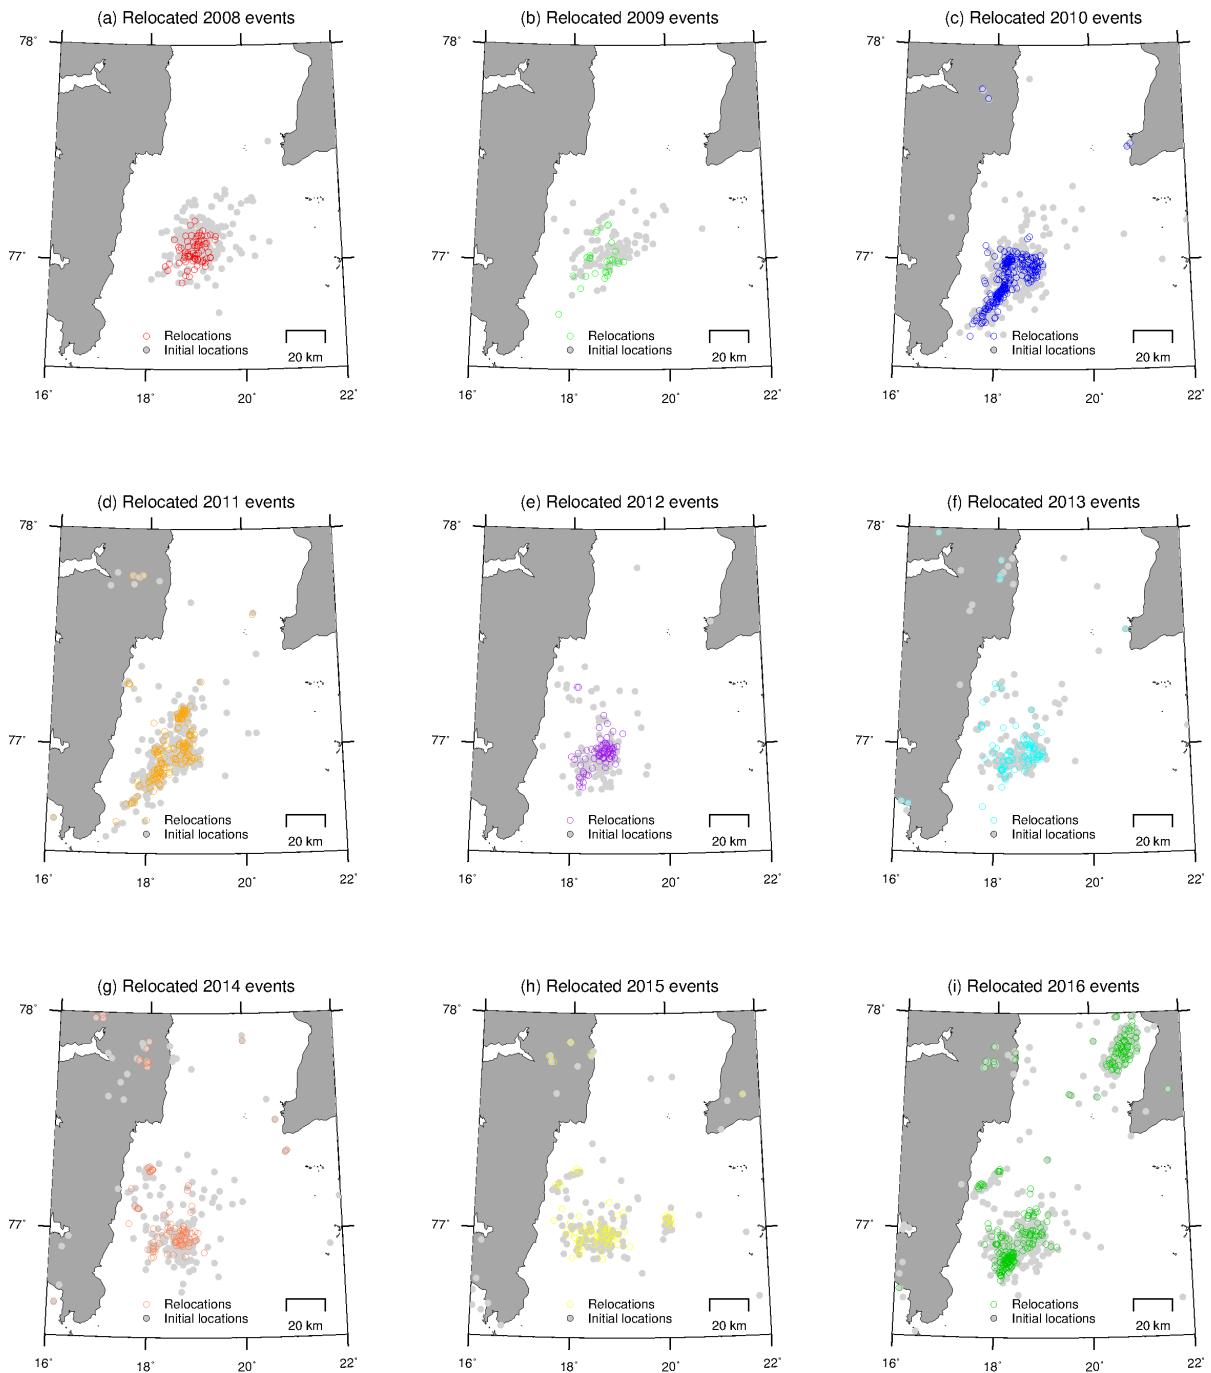 (a) Relocated 2008 events
(b) Relocated 2009 events
(c) Relocated 2010 events
78°
78°
78°
77°
77°
77°
Relocations
Initial locations
20 km
Relocations
Initial locations
20 km
Relocations
Initial locations
20 km
16°
18°
20°
22°
16°
18°
20°
22°
16°
18°
20°
22°
(d) Relocated 2011 events
(e) Relocated 2012 events
(f) Relocated 2013 events
78°
78°
78°
77°
77°
77°
Relocations
Initial locations
20 km
Relocations
Initial locations
20 km
Relocations
Initial locations
20 km
16°
18°
20°
22°
16°
18°
20°
22°
16°
18°
20°
22°
(g) Relocated 2014 events
(h) Relocated 2015 events
(i) Relocated 2016 events
78°
78°
78°
77°
77°
77°
Relocations
Initial locations
20 km
Relocations
Initial locations
20 km
Relocations
Initial locations
20 km
16°
18°
20°
22°
16°
18°
20°
22°
16°
18°
20°
22°